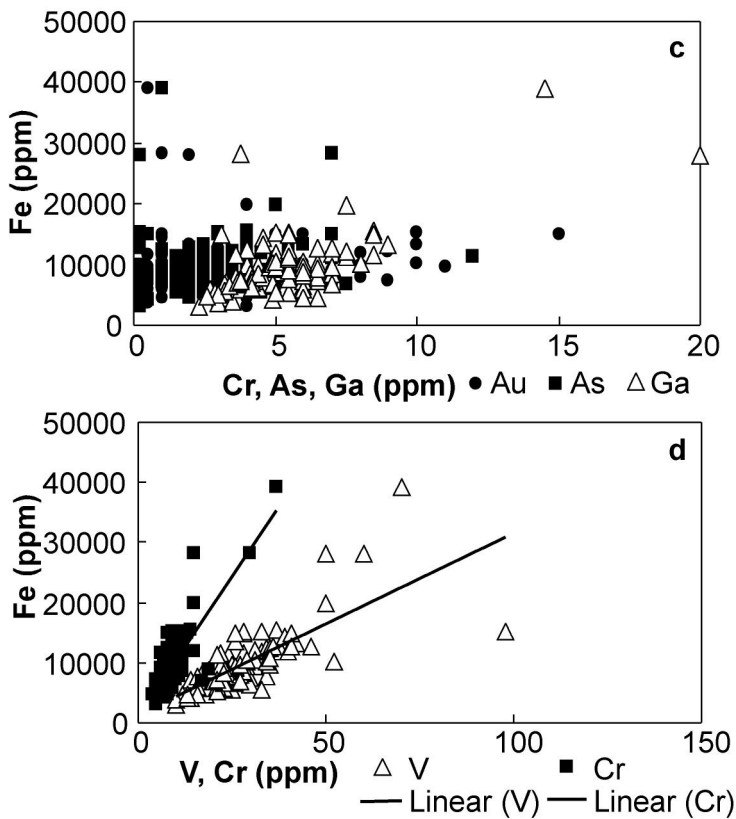 50000
c
40000
30000
20000
10000
0
Fe (ppm)
0 5 10 15 20
Cr, As, Ga (ppm) Au As Ga
50000
d
40000
30000
20000
10000
0
Fe (ppm)
0 50 100 150
V, Cr (ppm) V Cr
Linear (V) Linear (Cr)